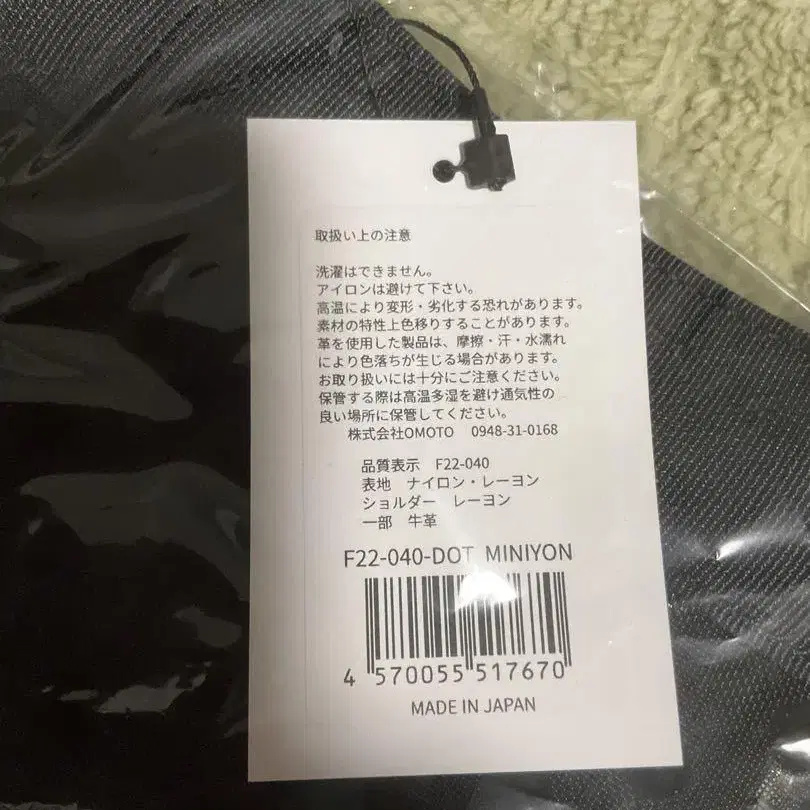 取扱い上の注意
洗濯はできません。
アイロンは避けて下さい。
高温により変形・劣化する恐れがあります。
素材の特性上色移りすることがあります。
革を使用した製品は、摩擦・汗・水濡れ
により色落ちが生じる場合があります。
お取り扱いには十分にご注意ください。
保管する際は高温多湿を避け通気性の
良い場所に保管してください。
株式会社OMOTO 0948-31-0168
品質表示 F22-040
表地 ナイロン・レーヨン
ショルダー レーヨン
一部 牛革
F22-040-DOT MINIYON
4 570055 517670
MADE IN JAPAN